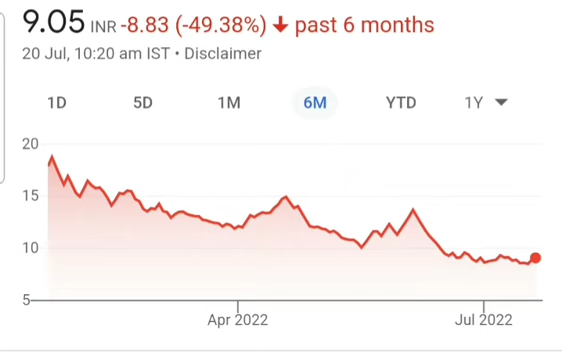 9.05 INR -8.83 (-49.38%) ↓ past 6 months
20 Jul, 10:20 am IST • Disclaimer
1D 5D 1M 6M YTD 1Y
20
15
10
5
Apr 2022 Jul 2022